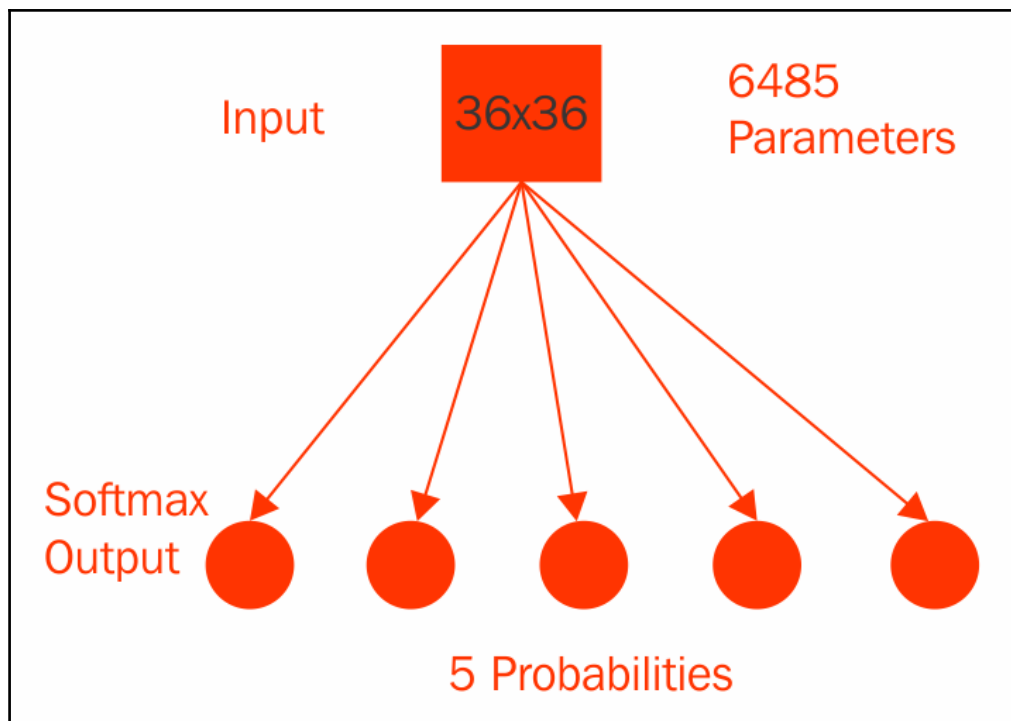 Input
36x36
6485
Parameters
Softmax
Output
5 Probabilities